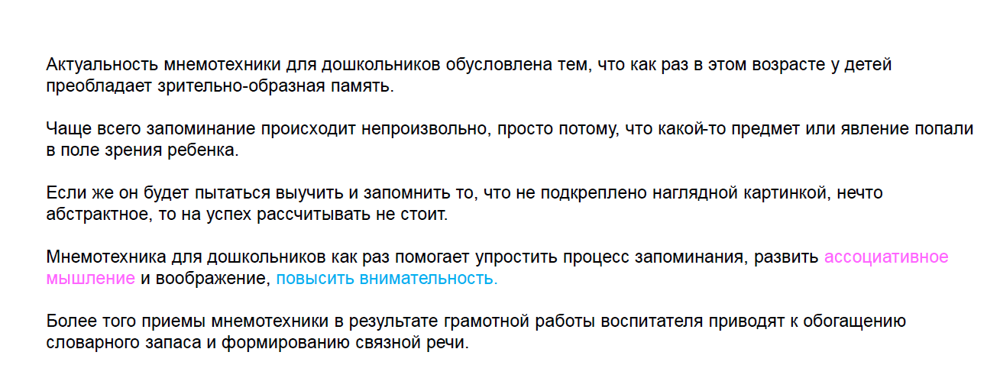 Актуальность мнемотехники для дошкольников обусловлена тем, что как раз в этом возрасте у детей
преобладает зрительно-образная память.
Чаще всего запоминание происходит непроизвольно, просто потому, что какой-то предмет или явление попали
в поле зрения ребенка.
Если же он будет пытаться выучить и запомнить то, что не подкреплено наглядной картинкой, нечто
абстрактное, то на успех рассчитывать не стоит.
Мнемотехника для дошкольников как раз помогает упростить процесс запоминания, развить ассоциативное
мышление и воображение, повысить внимательность.
Более того приемы мнемотехники в результате грамотной работы воспитателя приводят к обогащению
словарного запаса и формированию связной речи.